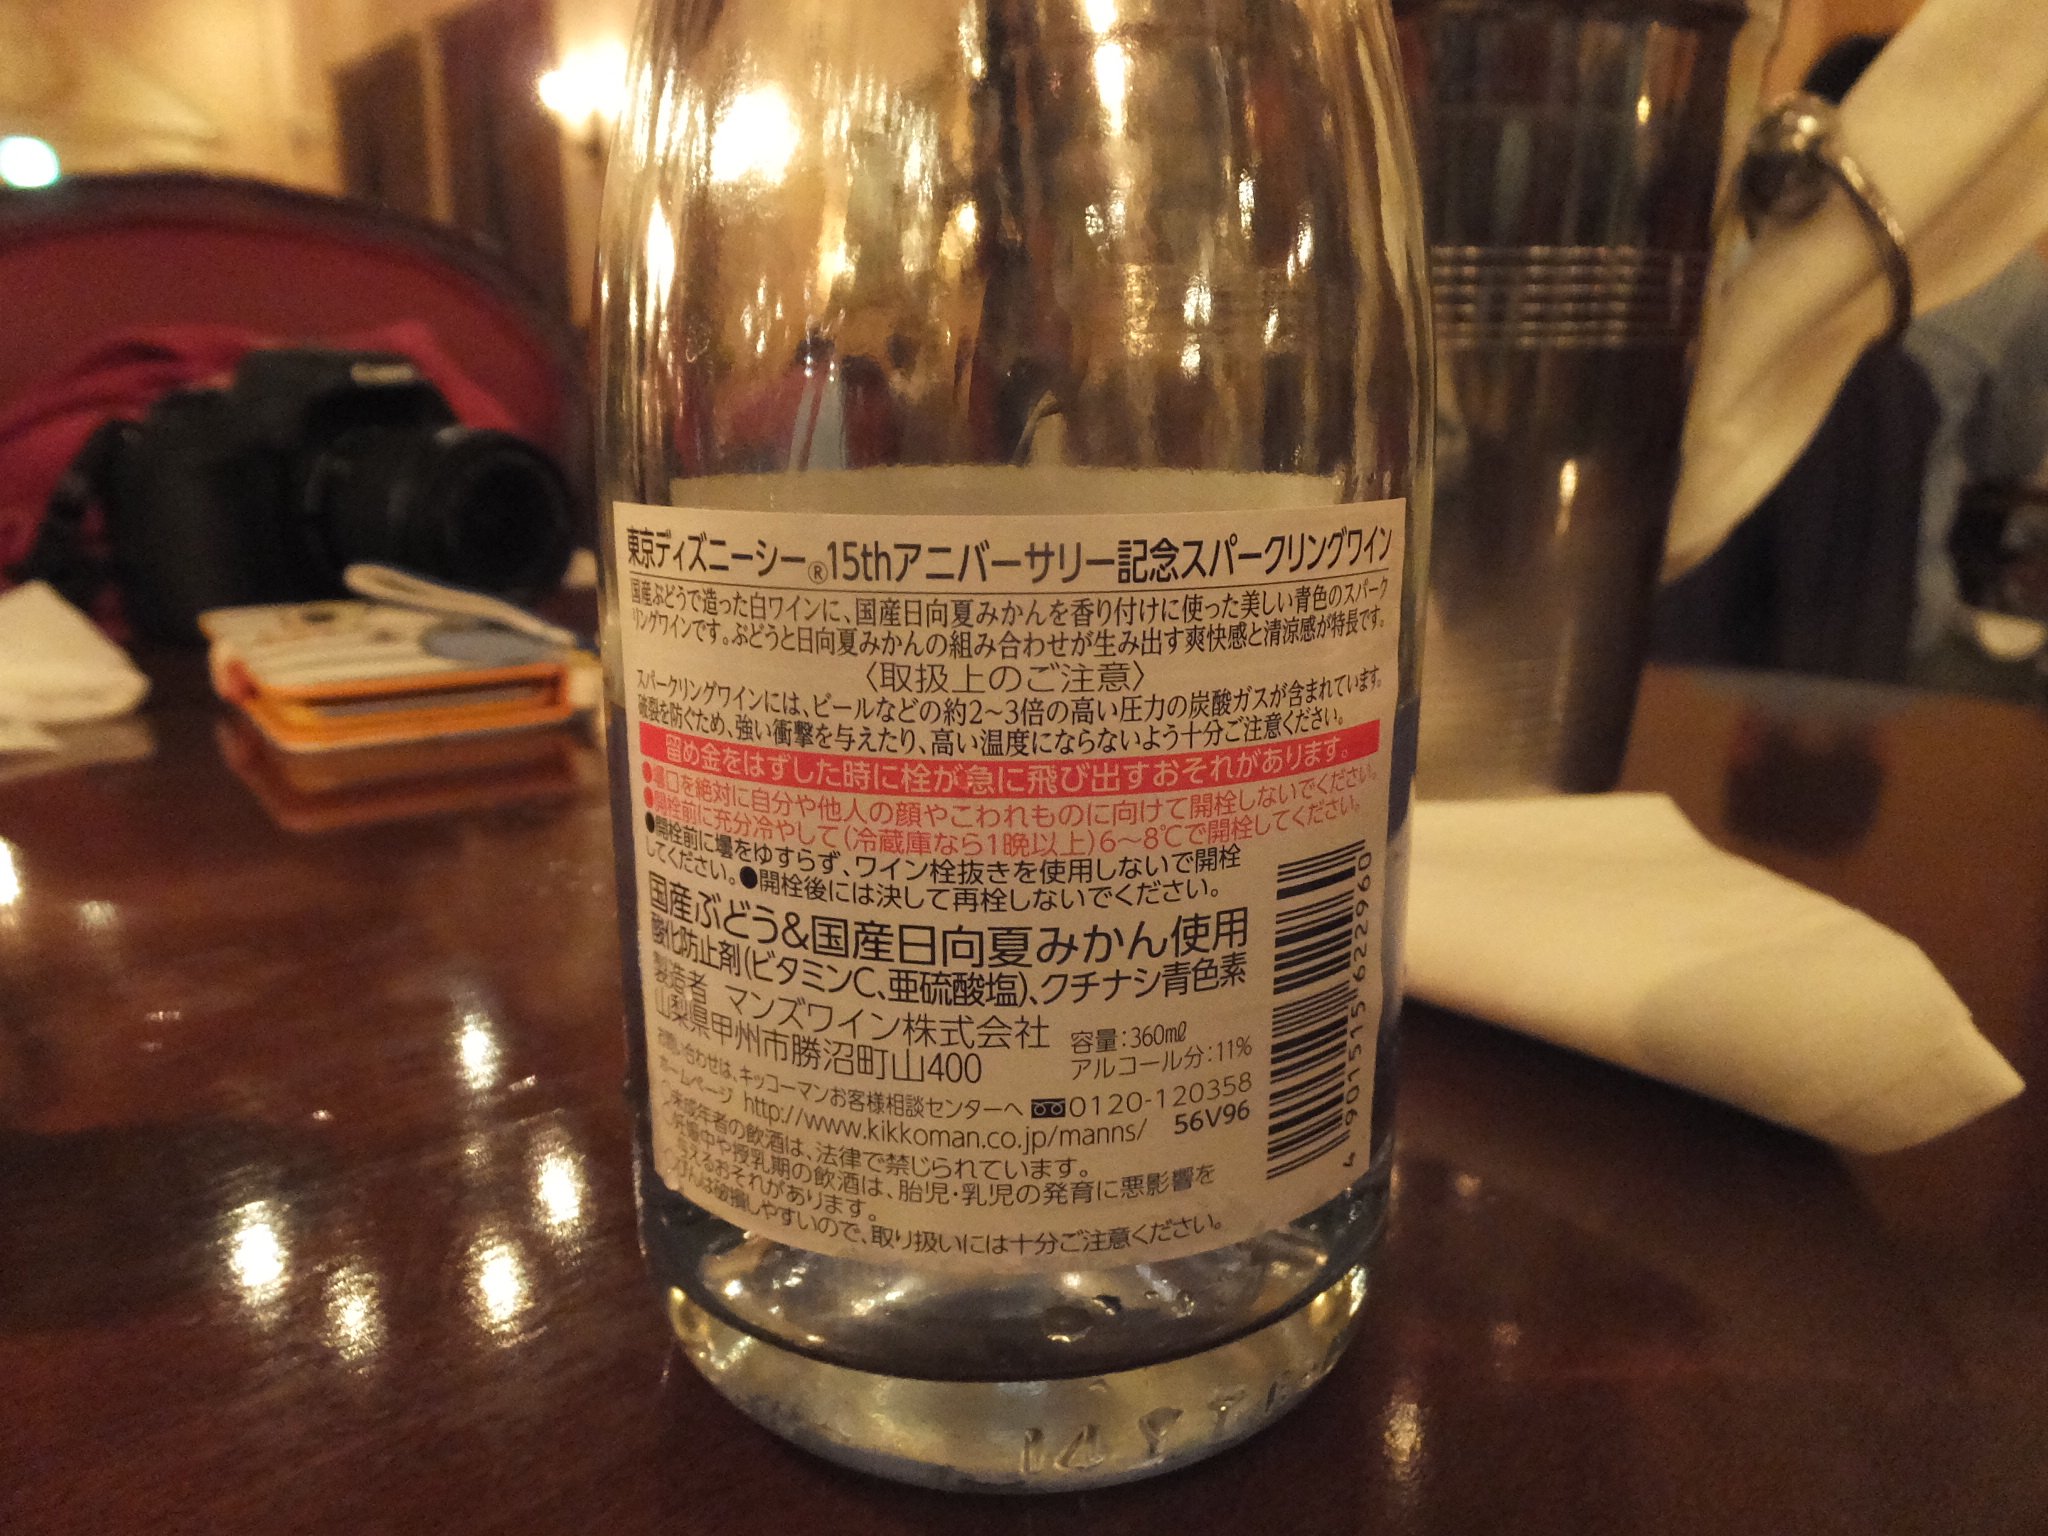 東京ディズニーシー®15thアニバーサリー記念スパークリングワイン
国産ぶどうで造った白ワインに、国産日向夏みかんを香り付けに使った美しい青色のスパーク
リングワインです。ぶどうと日向夏みかんの組み合わせが生み出す爽快感と清涼感が特長です。
〈取扱上のご注意〉
スパークリングワインには、ビールなどの約2〜3倍の高い圧力の炭酸ガスが含まれています。
破裂を防ぐため、強い衝撃を与えたり、高い温度にならないよう十分ご注意ください。
留め金をはずした時に栓が急に飛び出すおそれがあります。
●壜口を絶対に自分や他人の顔やこわれものに向けて開栓しないでください。
●開栓前に充分冷やして(冷蔵庫なら1晩以上)6〜8℃で開栓してください。
●開栓前に壜をゆすらず、ワイン栓抜きを使用しないで開栓
してください。●開栓後には決して再栓しないでください。
国産ぶどう&国産日向夏みかん使用
酸化防止剤(ビタミンC、亜硫酸塩)、クチナシ青色素
製造者 マンズワイン株式会社
山梨県甲州市勝沼町山400
容量:360㎖
アルコール分:11%
お問い合わせは、キッコーマンお客様相談センターへ 0120-120358
ホームページ http://www.kikkoman.co.jp/manns/ 56V96
未成年者の飲酒は、法律で禁じられています。
妊娠中や授乳期の飲酒は、胎児・乳児の発育に悪影響を
与えるおそれがあります。
びんは破損しやすいので、取り扱いには十分ご注意ください。
4901515622960